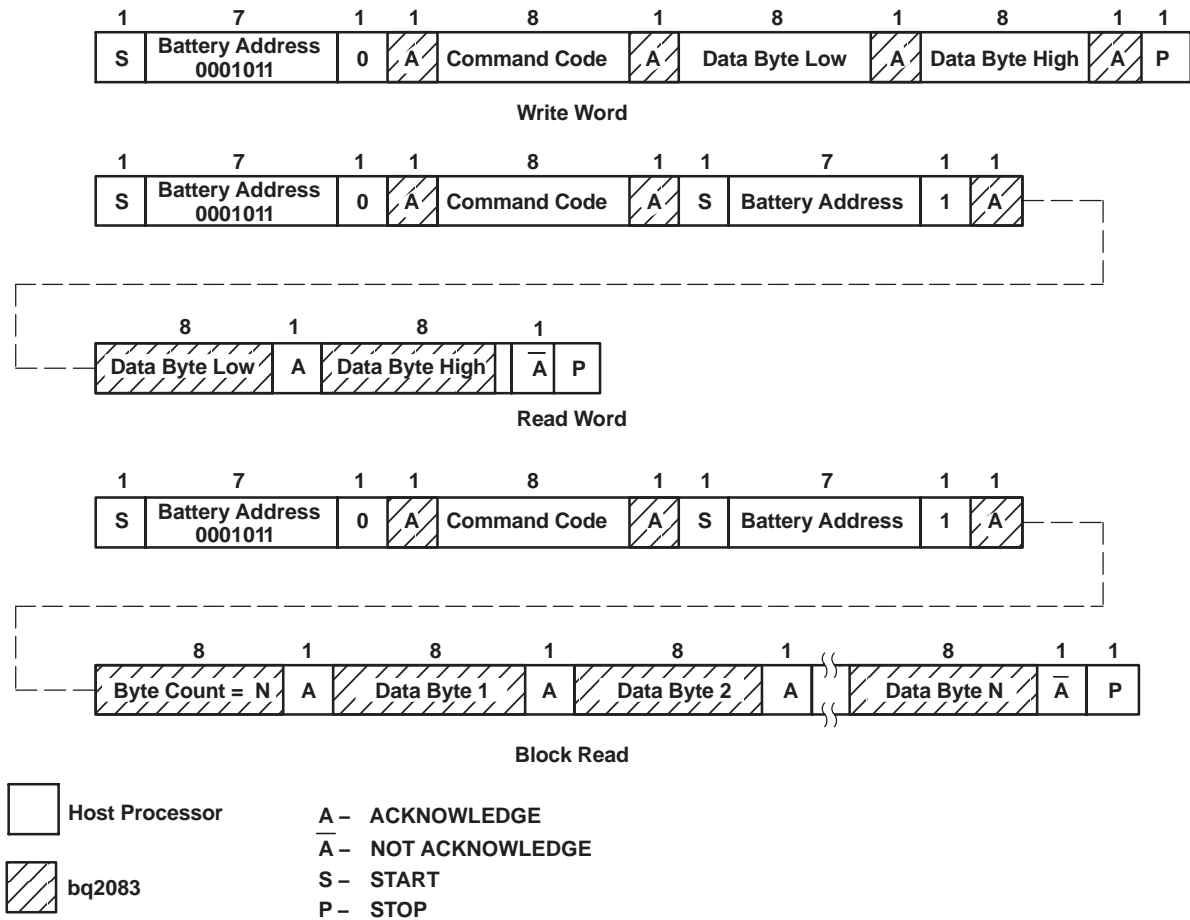 1 7 1 1 8 1 8 1 8 1 1
S Battery Address 0001011 0 A Command Code A Data Byte Low A Data Byte High A P
Write Word
1 7 1 1 8 1 1 7 1 1
S Battery Address 0001011 0 A Command Code A S Battery Address 1 A
8 1 8 1
Data Byte Low A Data Byte High A̅ P
Read Word
1 7 1 1 8 1 1 7 1 1
S Battery Address 0001011 0 A Command Code A S Battery Address 1 A
8 1 8 1 8 1 8 1 1
Byte Count = N A Data Byte 1 A Data Byte 2 A Data Byte N A̅ P
Block Read
Host Processor
bq2083
A – ACKNOWLEDGE
A̅ – NOT ACKNOWLEDGE
S – START
P – STOP